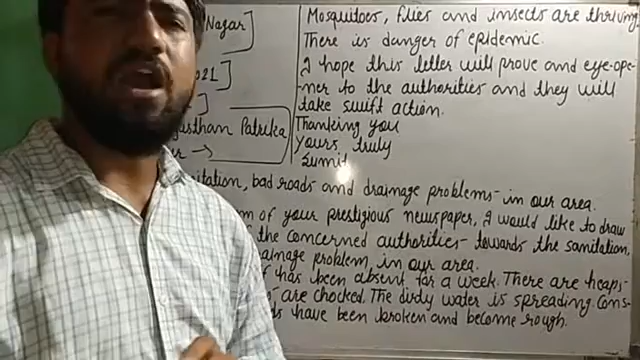 Nagar
2021
Rajasthan Patrika
Mosquitoes, flies and insects are thriving
There is danger of epidemic.
I hope this letter will prove and eye-ope-
ner to the authorities and they will
take swift action.
Thanking you
Yours, truly
Sumit
bad roads and drainage problems- in our area.
of your prestigious newspaper, I would like to draw
the concerned authorities- towards the sanitation,
problem in our area.
has been absent for a week. There are heaps-
are chocked. The dirty water is spreading cons-
have been broken and become rough.